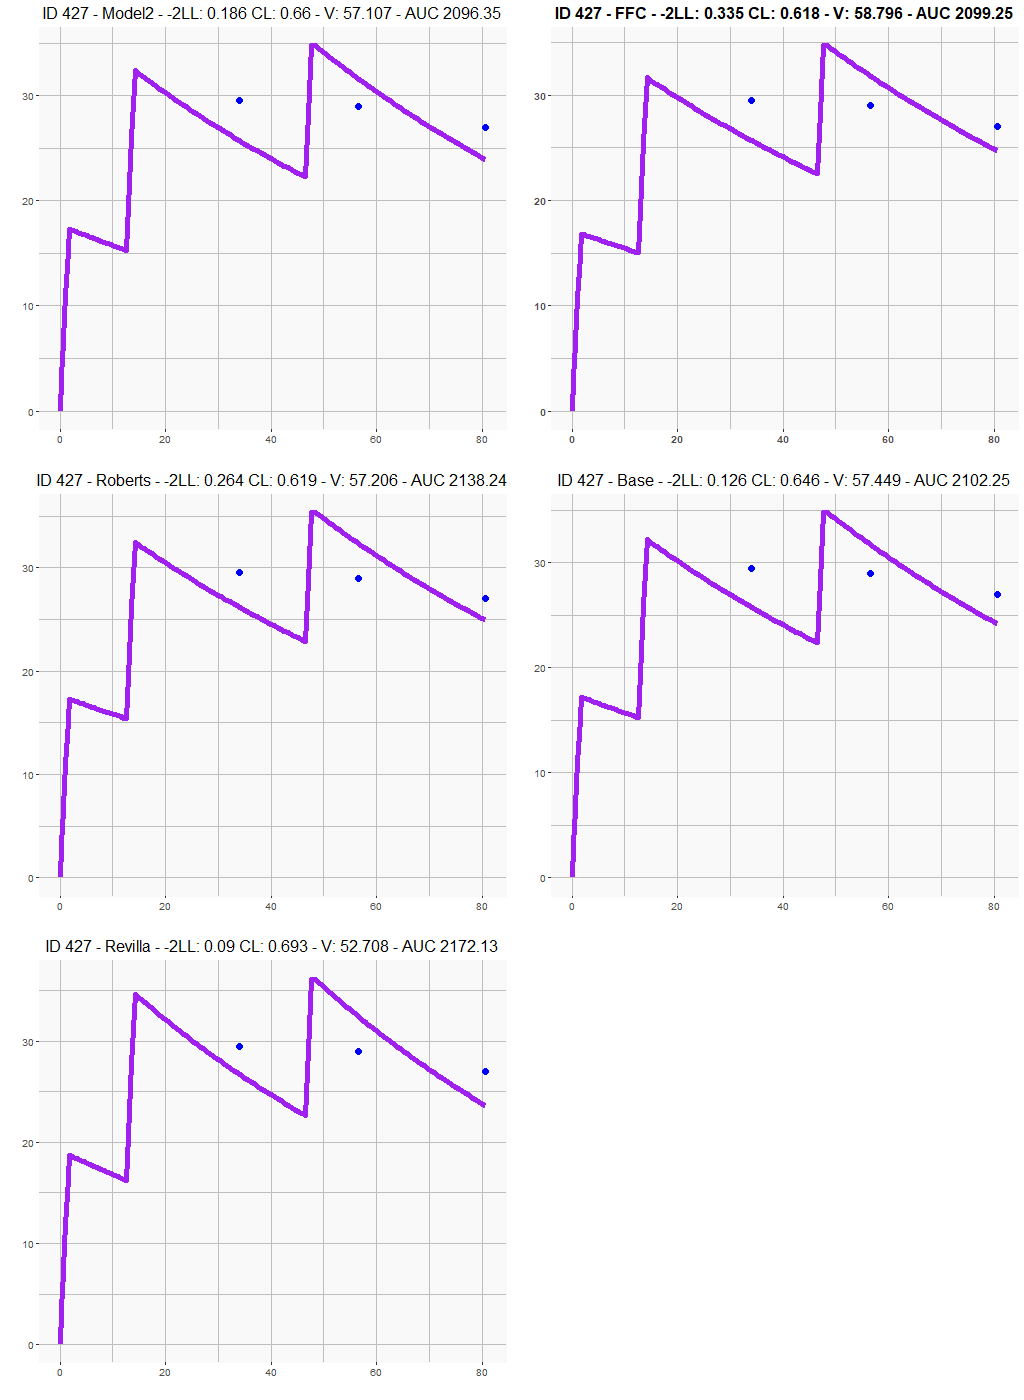 ID 427 - Model2 - -2LL: 0.186 CL: 0.66 - V: 57.107 - AUC 2096.35
30
20
10
0
0 20 40 60 80
ID 427 - FFC - -2LL: 0.335 CL: 0.618 - V: 58.796 - AUC 2099.25
30
20
10
0
0 20 40 60 80
ID 427 - Roberts - -2LL: 0.264 CL: 0.619 - V: 57.206 - AUC 2138.24
30
20
10
0
0 20 40 60 80
ID 427 - Base - -2LL: 0.126 CL: 0.646 - V: 57.449 - AUC 2102.25
30
20
10
0
0 20 40 60 80
ID 427 - Revilla - -2LL: 0.09 CL: 0.693 - V: 52.708 - AUC 2172.13
30
20
10
0
0 20 40 60 80